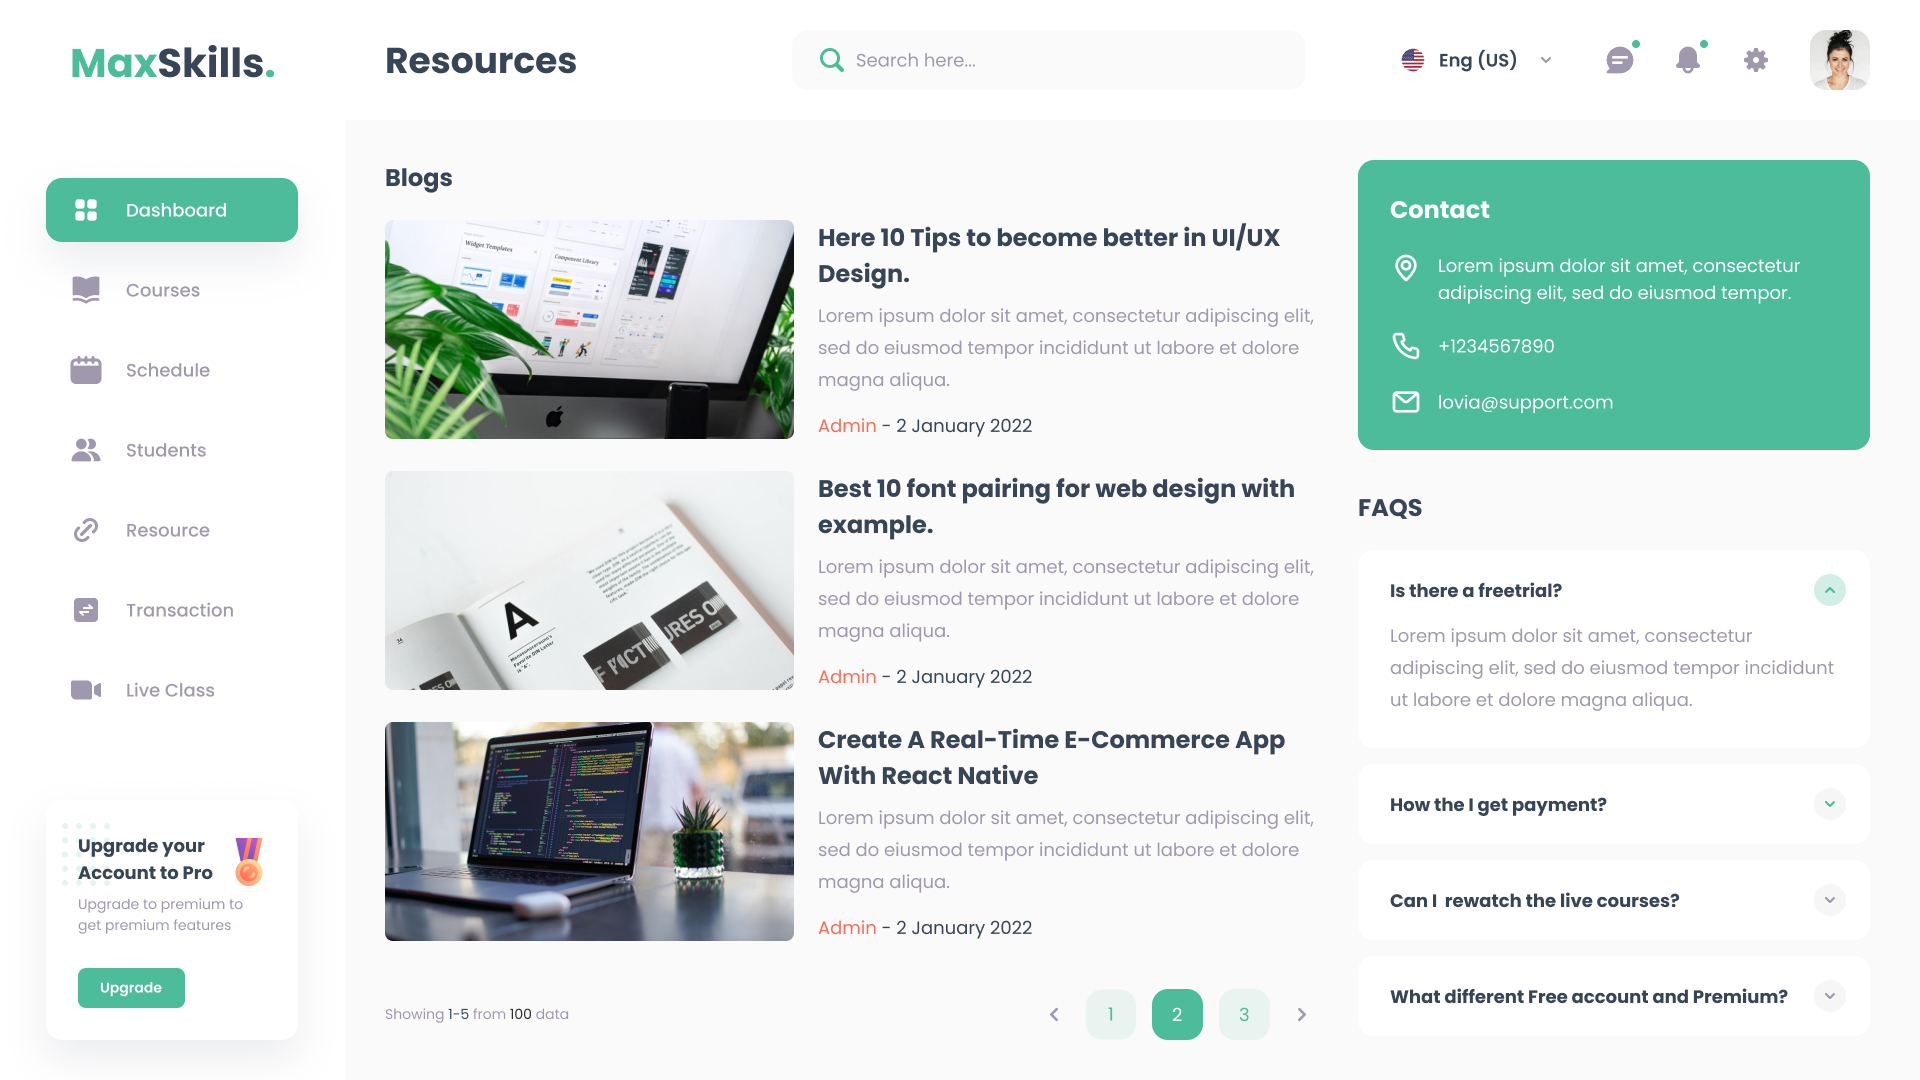 MaxSkills.
Resources
Search here...
Eng (US)
Dashboard
Courses
Schedule
Students
Resource
Transaction
Live Class
Upgrade your
Account to Pro
Upgrade to premium to
get premium features
Upgrade
Blogs
Widget Templates
Component Library
Here 10 Tips to become better in UI/UX
Design.
Lorem ipsum dolor sit amet, consectetur adipiscing elit,
sed do eiusmod tempor incididunt ut labore et dolore
magna aliqua.
Admin - 2 January 2022
A
Best 10 font pairing for web design with
example.
Lorem ipsum dolor sit amet, consectetur adipiscing elit,
sed do eiusmod tempor incididunt ut labore et dolore
magna aliqua.
Admin - 2 January 2022
Create A Real-Time E-Commerce App
With React Native
Lorem ipsum dolor sit amet, consectetur adipiscing elit,
sed do eiusmod tempor incididunt ut labore et dolore
magna aliqua.
Admin - 2 January 2022
Showing 1-5 from 100 data
1
2
3
Contact
Lorem ipsum dolor sit amet, consectetur
adipiscing elit, sed do eiusmod tempor.
+1234567890
lovia@support.com
FAQS
Is there a freetrial?
Lorem ipsum dolor sit amet, consectetur
adipiscing elit, sed do eiusmod tempor incididunt
ut labore et dolore magna aliqua.
How the I get payment?
Can I  rewatch the live courses?
What different Free account and Premium?